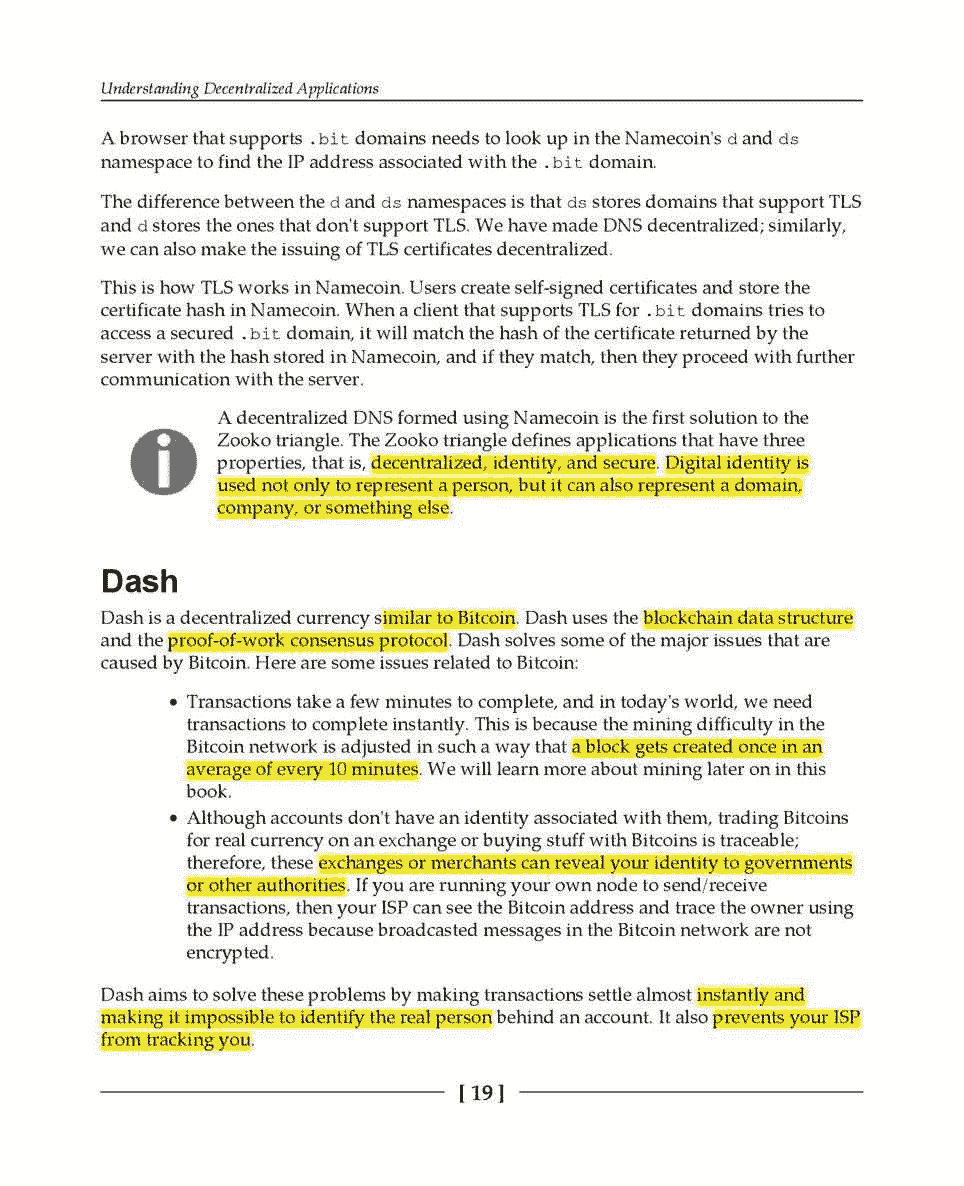 Understanding Decentralized Applications
A browser that supports .bit domains needs to look up in the Namecoin's d and ds
namespace to find the IP address associated with the .bit domain.
The difference between the d and ds namespaces is that ds stores domains that support TLS
and d stores the ones that don't support TLS. We have made DNS decentralized; similarly,
we can also make the issuing of TLS certificates decentralized.
This is how TLS works in Namecoin. Users create self-signed certificates and store the
certificate hash in Namecoin. When a client that supports TLS for .bit domains tries to
access a secured .bit domain, it will match the hash of the certificate returned by the
server with the hash stored in Namecoin, and if they match, then they proceed with further
communication with the server.
A decentralized DNS formed using Namecoin is the first solution to the
Zooko triangle. The Zooko triangle defines applications that have three
properties, that is, decentralized, identity, and secure. Digital identity is
used not only to represent a person, but it can also represent a domain,
company, or something else.
Dash
Dash is a decentralized currency similar to Bitcoin. Dash uses the blockchain data structure
and the proof-of-work consensus protocol. Dash solves some of the major issues that are
caused by Bitcoin. Here are some issues related to Bitcoin:
• Transactions take a few minutes to complete, and in today's world, we need
transactions to complete instantly. This is because the mining difficulty in the
Bitcoin network is adjusted in such a way that a block gets created once in an
average of every 10 minutes. We will learn more about mining later on in this
book.
• Although accounts don't have an identity associated with them, trading Bitcoins
for real currency on an exchange or buying stuff with Bitcoins is traceable;
therefore, these exchanges or merchants can reveal your identity to governments
or other authorities. If you are running your own node to send/receive
transactions, then your ISP can see the Bitcoin address and trace the owner using
the IP address because broadcasted messages in the Bitcoin network are not
encrypted.
Dash aims to solve these problems by making transactions settle almost instantly and
making it impossible to identify the real person behind an account. It also prevents your ISP
from tracking you.
[ 19 ]